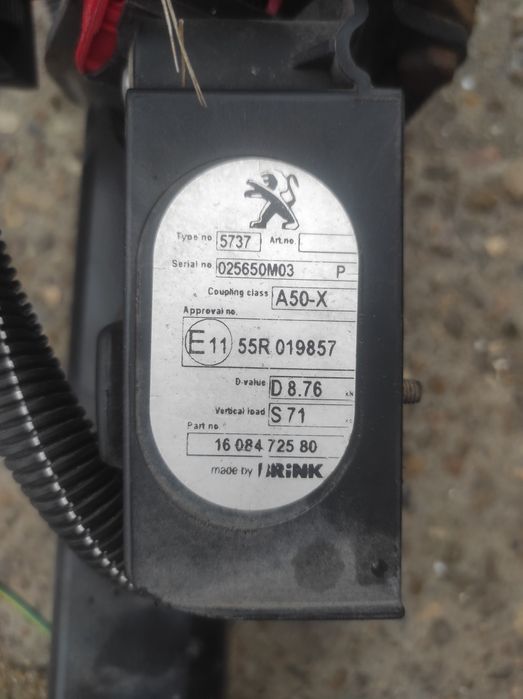 Type no 5737 Art.no.
Serial no. 025650M03 P
Coupling class A50-X
Approval no.
E 11 55R 019857
D-value D 8.76 kN
Vertical load S 71
Part no.
16 084 725 80
made by BRINK